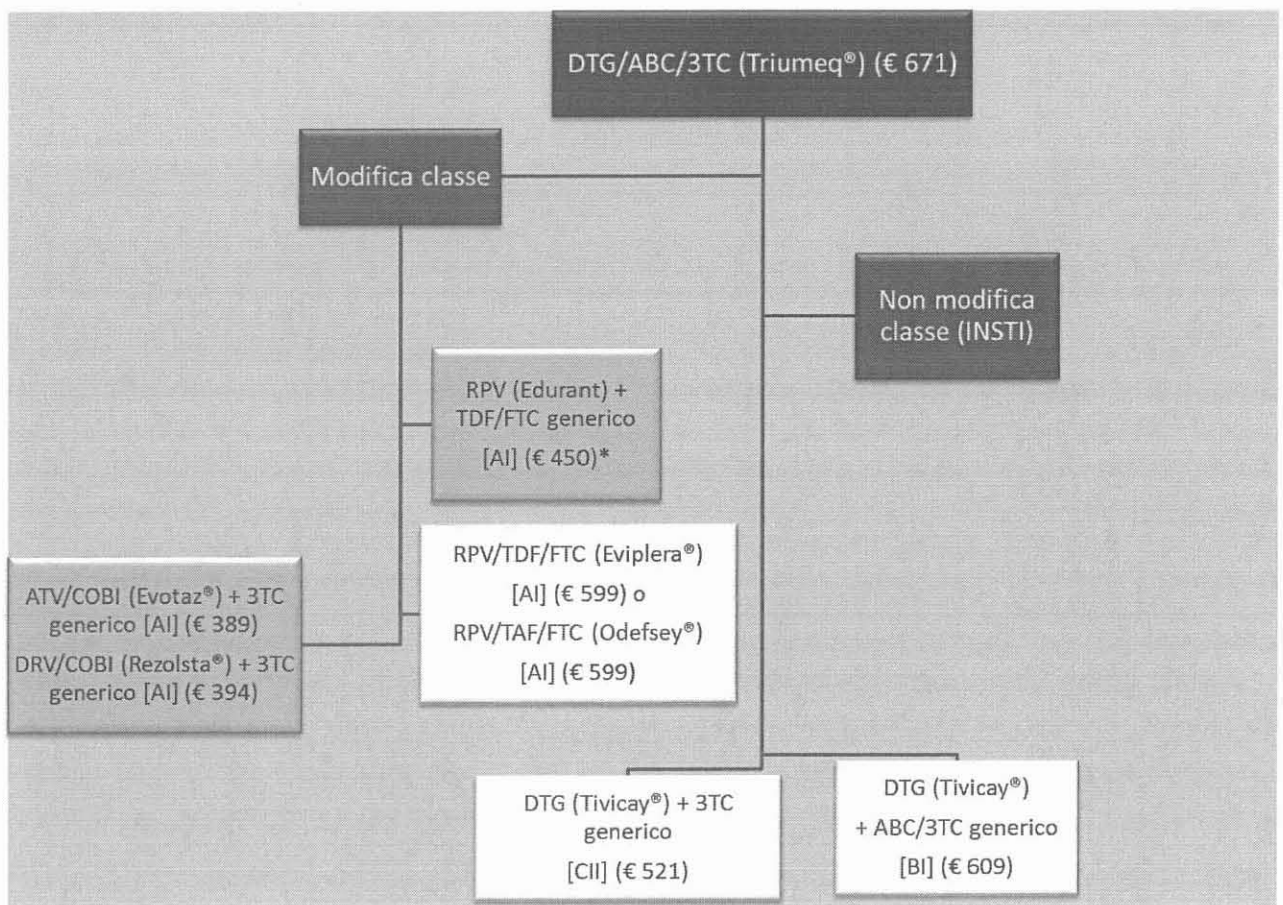 DTG/ABC/3TC (Triumeq®) (€ 671)
Modifica classe
Non modifica
classe (INSTI)
RPV (Edurant) +
TDF/FTC generico
[AI] (€ 450)*
RPV/TDF/FTC (Eviplera®)
[AI] (€ 599) o
RPV/TAF/FTC (Odefsey®)
[AI] (€ 599)
ATV/COBI (Evotaz®) + 3TC
generico [AI] (€ 389)
DRV/COBI (Rezolsta®) + 3TC
generico [AI] (€ 394)
DTG (Tivicay®) + 3TC
generico
[CII] (€ 521)
DTG (Tivicay®)
+ ABC/3TC generico
[BI] (€ 609)